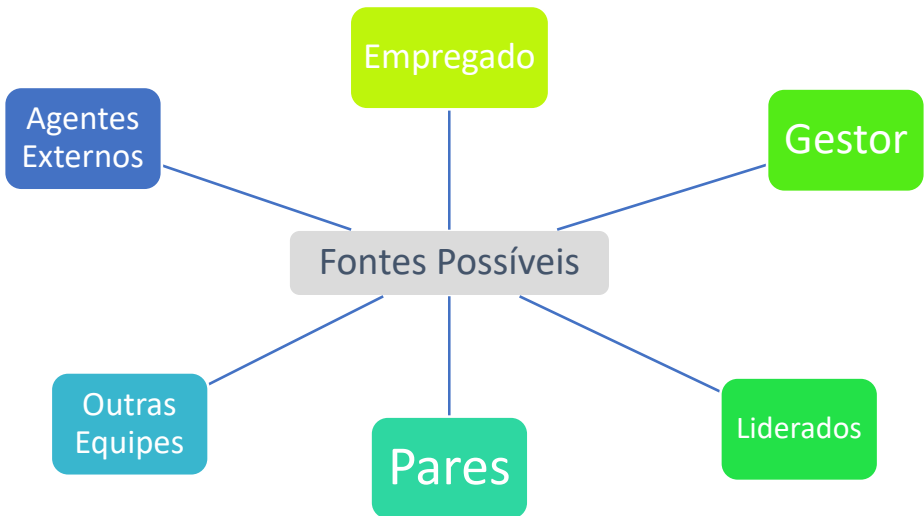 Empregado
Agentes
Externos
Gestor
Fontes Possíveis
Outras
Equipes
Liderados
Pares